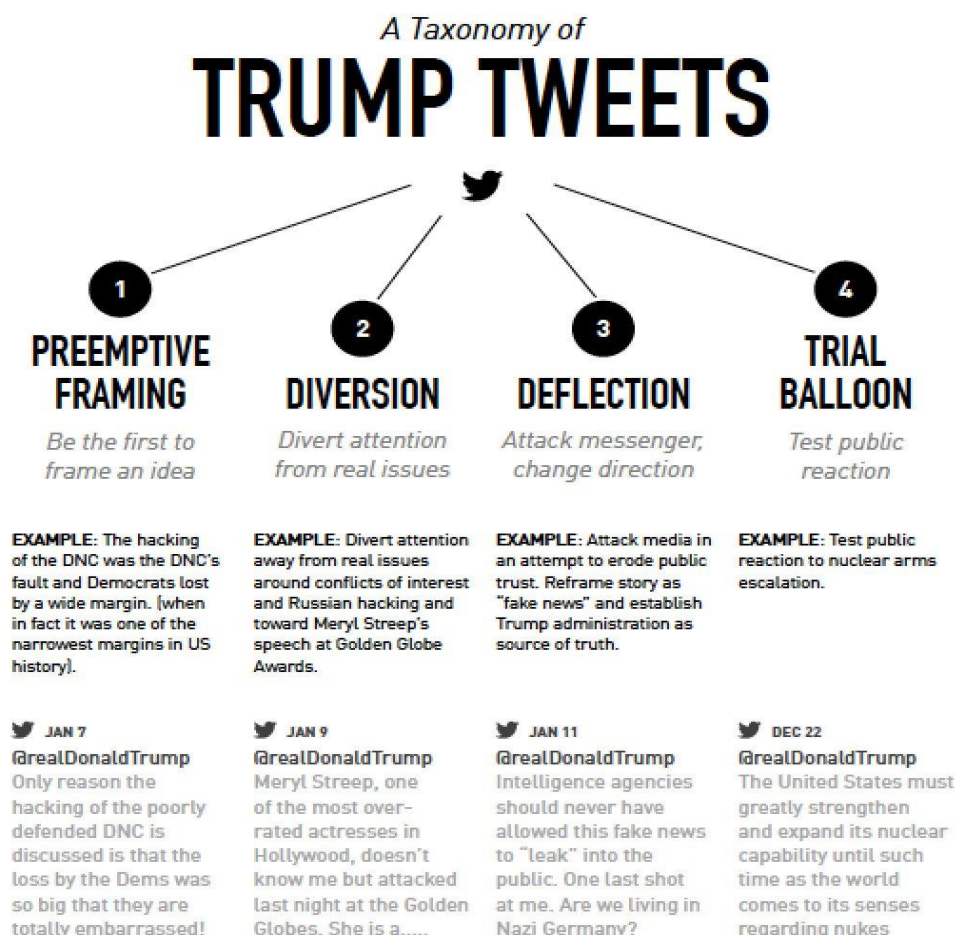 A Taxonomy of
TRUMP TWEETS
1
PREEMPTIVE
FRAMING
Be the first to
frame an idea
EXAMPLE: The hacking
of the DNC was the DNC's
fault and Democrats lost
by a wide margin. (when
in fact it was one of the
narrowest margins in US
history).
JAN 7
@realDonaldTrump
Only reason the
hacking of the poorly
defended DNC is
discussed is that the
loss by the Dems was
so big that they are
totally embarrassed!
2
DIVERSION
Divert attention
from real issues
EXAMPLE: Divert attention
away from real issues
around conflicts of interest
and Russian hacking and
toward Meryl Streep's
speech at Golden Globe
Awards.
JAN 9
@realDonaldTrump
Meryl Streep, one
of the most over-
rated actresses in
Hollywood, doesn't
know me but attacked
last night at the Golden
Globes. She is a.....
3
DEFLECTION
Attack messenger,
change direction
EXAMPLE: Attack media in
an attempt to erode public
trust. Reframe story as
"fake news" and establish
Trump administration as
source of truth.
JAN 11
@realDonaldTrump
Intelligence agencies
should never have
allowed this fake news
to "leak" into the
public. One last shot
at me. Are we living in
Nazi Germany?
4
TRIAL
BALLOON
Test public
reaction
EXAMPLE: Test public
reaction to nuclear arms
escalation.
DEC 22
@realDonaldTrump
The United States must
greatly strengthen
and expand its nuclear
capability until such
time as the world
comes to its senses
regarding nukes